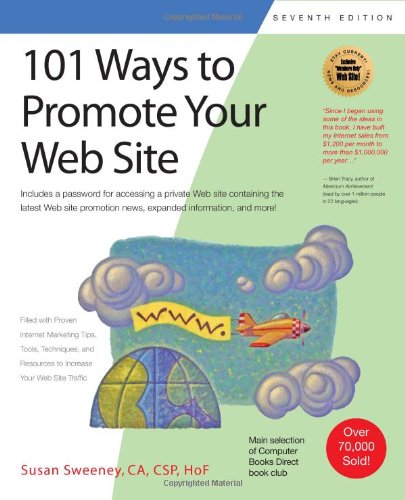 Copyrighted Material
SEVENTH EDITION
101 Ways to
Promote Your
Web Site
STAY CURRENT!
Exclusive
"Members Only"
Web Site!
NEWS AND RESOURCES!
Includes a password for accessing a private Web site containing the
latest Web site promotion news, expanded information, and more!
"Since I began using
some of the ideas in
this book, I have built
my Internet sales from
$1,200 per month to
more than $1,000,000
per year..."
— Brian Tracy, author of
Maximum Achievement
(read by over 1 million people
in 22 languages)
www.
Filled with Proven
Internet Marketing Tips,
Tools, Techniques, and
Resources to Increase
Your Web Site Traffic
Main selection
of Computer
Books Direct
book club
Over
70,000
Sold!
Susan Sweeney, CA, CSP, HoF
Copyrighted Material